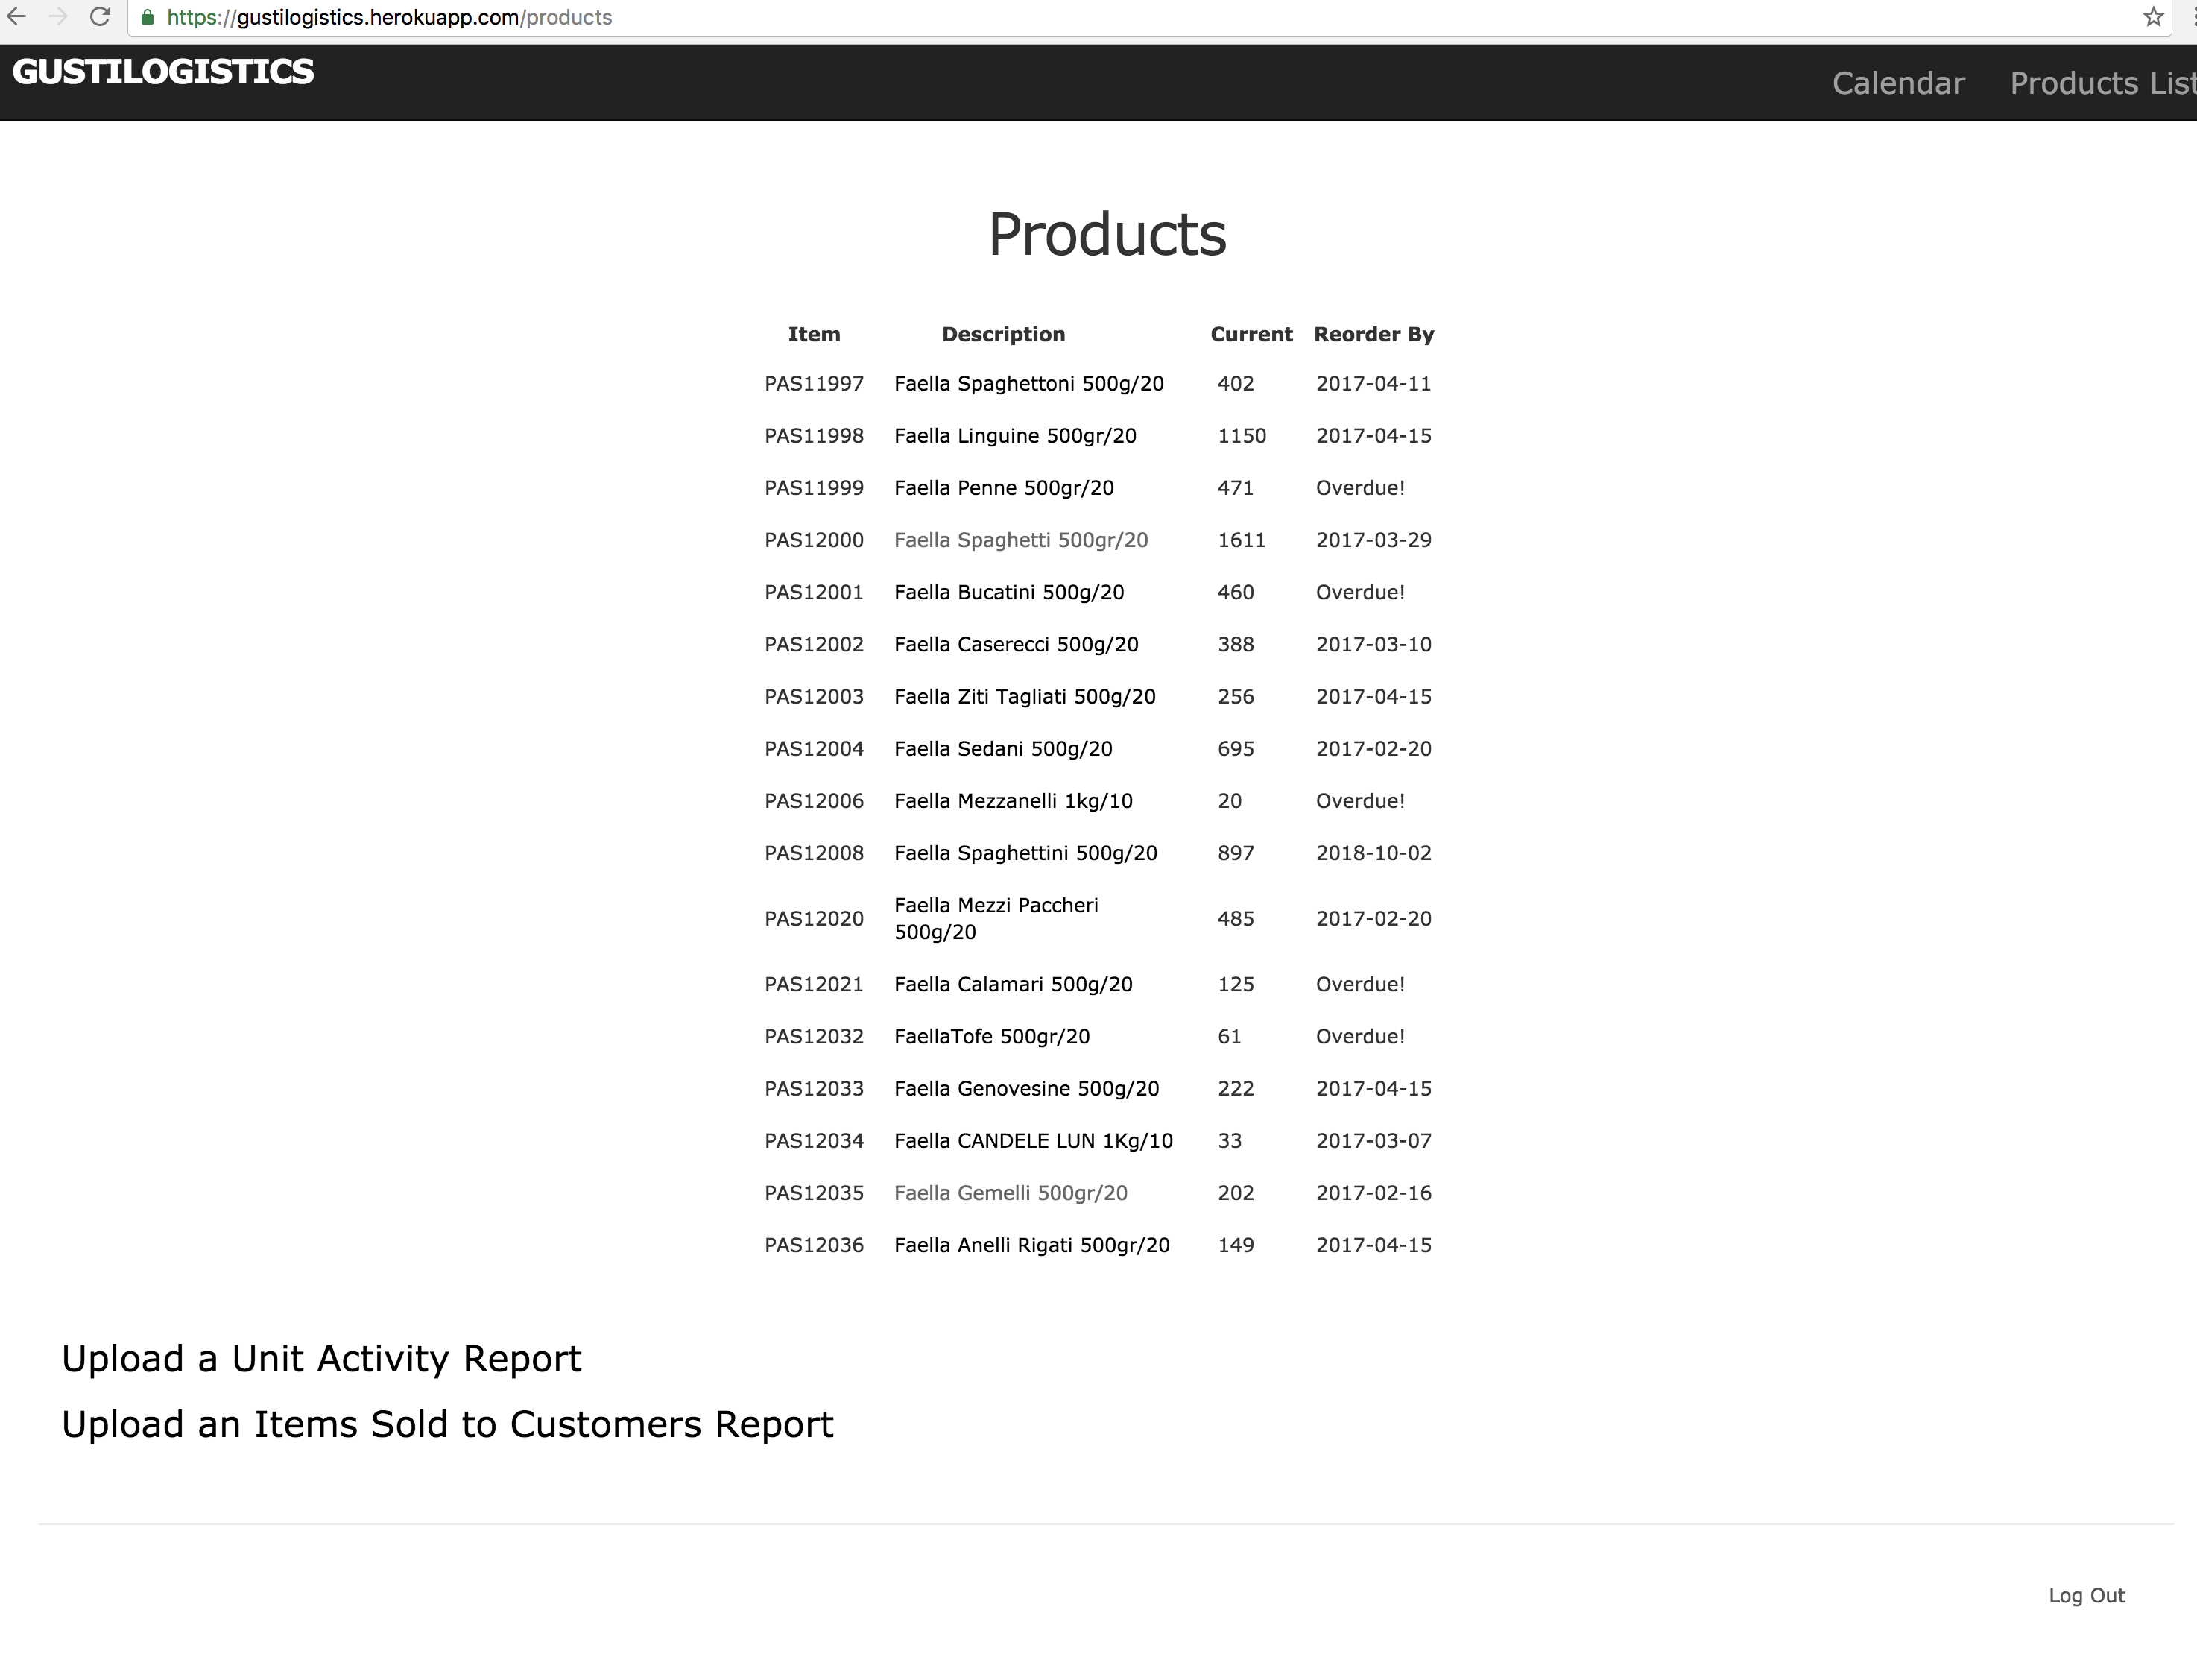 https://gustilogistics.herokuapp.com/products
GUSTILOGISTICS Calendar Products List
Products
Item Description Current Reorder By
PAS11997 Faella Spaghettoni 500g/20 402 2017-04-11
PAS11998 Faella Linguine 500gr/20 1150 2017-04-15
PAS11999 Faella Penne 500gr/20 471 Overdue!
PAS12000 Faella Spaghetti 500gr/20 1611 2017-03-29
PAS12001 Faella Bucatini 500g/20 460 Overdue!
PAS12002 Faella Caserecci 500g/20 388 2017-03-10
PAS12003 Faella Ziti Tagliati 500g/20 256 2017-04-15
PAS12004 Faella Sedani 500g/20 695 2017-02-20
PAS12006 Faella Mezzanelli 1kg/10 20 Overdue!
PAS12008 Faella Spaghettini 500g/20 897 2018-10-02
PAS12020 Faella Mezzi Paccheri 485 2017-02-20
500g/20
PAS12021 Faella Calamari 500g/20 125 Overdue!
PAS12032 FaellaTofe 500gr/20 61 Overdue!
PAS12033 Faella Genovesine 500g/20 222 2017-04-15
PAS12034 Faella CANDELE LUN 1Kg/10 33 2017-03-07
PAS12035 Faella Gemelli 500gr/20 202 2017-02-16
PAS12036 Faella Anelli Rigati 500gr/20 149 2017-04-15
Upload a Unit Activity Report
Upload an Items Sold to Customers Report
Log Out